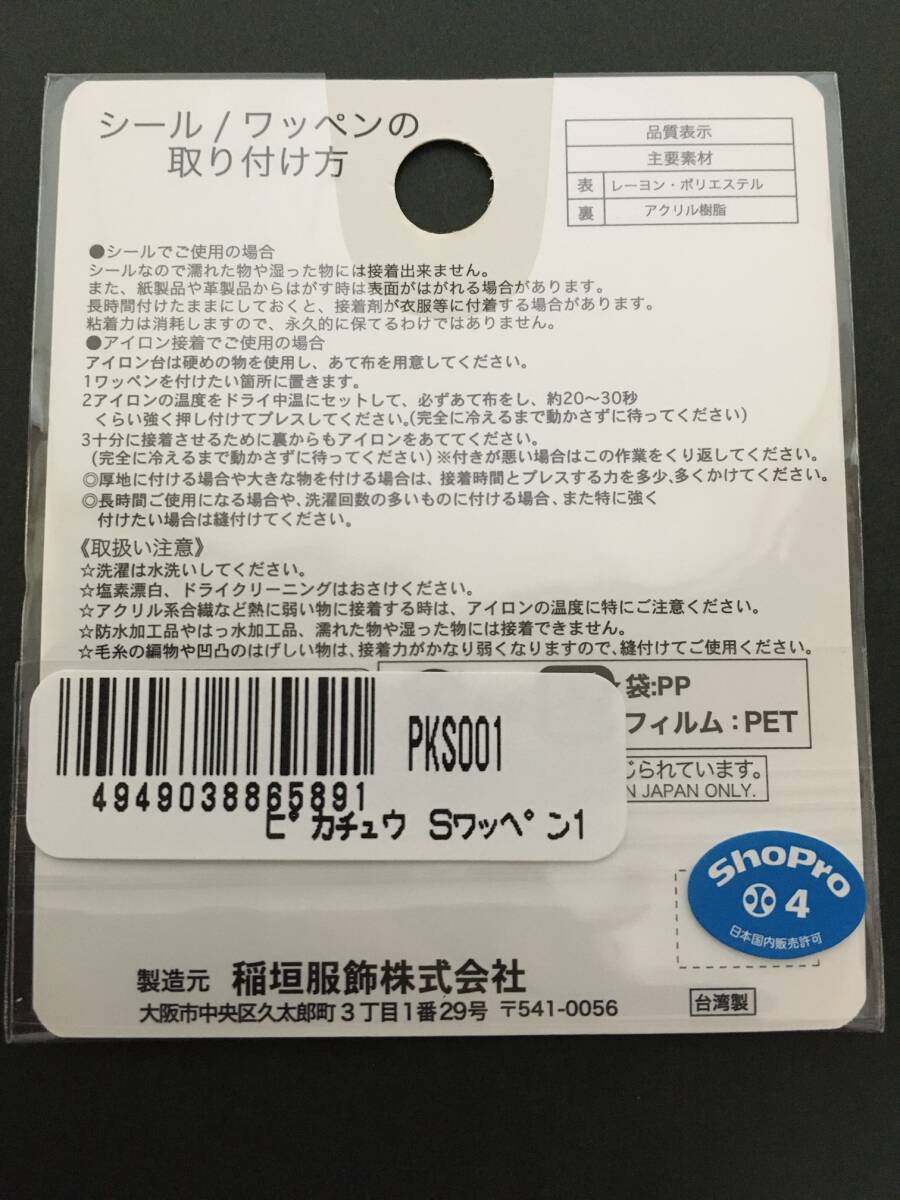 シール / ワッペンの
取り付け方
品質表示
主要素材
表 レーヨン・ポリエステル
裏 アクリル樹脂
●シールでご使用の場合
シールなので濡れた物や湿った物には接着出来ません。
また、紙製品や革製品からはがす時は表面がはがれる場合があります。
長時間付けたままにしておくと、接着剤が衣服等に付着する場合があります。
粘着力は消耗しますので、永久的に保てるわけではありません。
●アイロン接着でご使用の場合
アイロン台は硬めの物を使用し、あて布を用意してください。
1ワッペンを付けたい箇所に置きます。
2アイロンの温度をドライ中温にセットして、必ずあて布をし、約20〜30秒
くらい強く押し付けてプレスしてください。(完全に冷えるまで動かさずに待ってください)
3十分に接着させるために裏からもアイロンをあててください。
(完全に冷えるまで動かさずに待ってください)※付きが悪い場合はこの作業をくり返してください。
◎厚地に付ける場合や大きな物を付ける場合は、接着時間とプレスする力を多少、多くかけてください。
◎長時間ご使用になる場合や、洗濯回数の多いものに付ける場合、また特に強く
付けたい場合は縫付けてください。
《取扱い注意》
☆洗濯は水洗いしてください。
☆塩素漂白、ドライクリーニングはおさけください。
☆アクリル系合繊など熱に弱い物に接着する時は、アイロンの温度に特にご注意ください。
☆防水加工品やはっ水加工品、濡れた物や湿った物には接着できません。
☆毛糸の編物や凹凸のはげしい物は、接着力がかなり弱くなりますので、縫付けてご使用ください。
袋:PP
フィルム:PET
じられています。
N JAPAN ONLY.
PKS001
4949038865891
ピカチュウ Sワッペン1
ShoPro
4
日本国内販売許可
製造元 稲垣服飾株式会社
大阪市中央区久太郎町3丁目1番29号 〒541-0056
台湾製